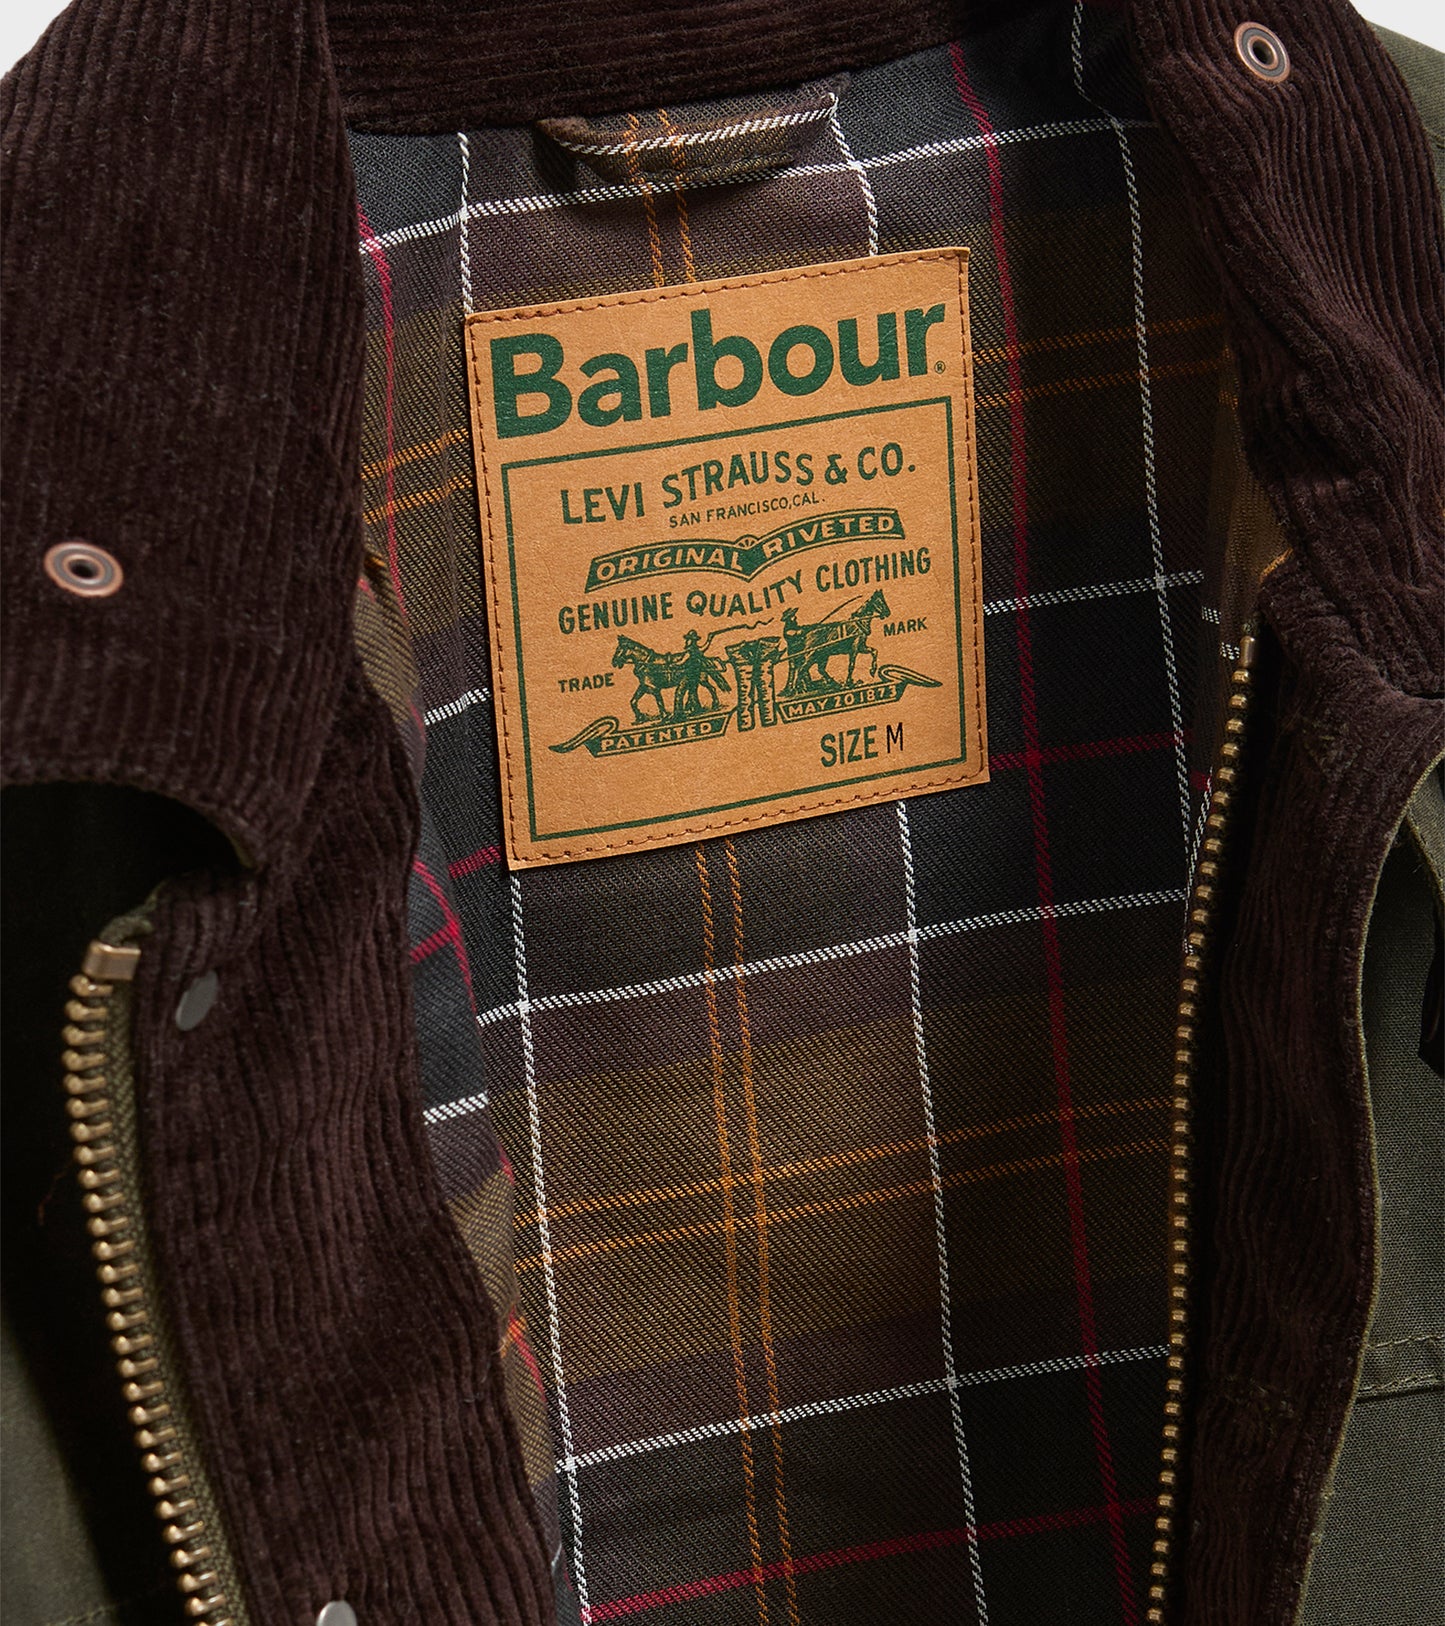 Barbour®
LEVI STRAUSS & CO.
SAN FRANCISCO, CAL.
ORIGINAL RIVETED
GENUINE QUALITY CLOTHING
TRADE MARK
PATENTED MAY 20 1873
SIZE M